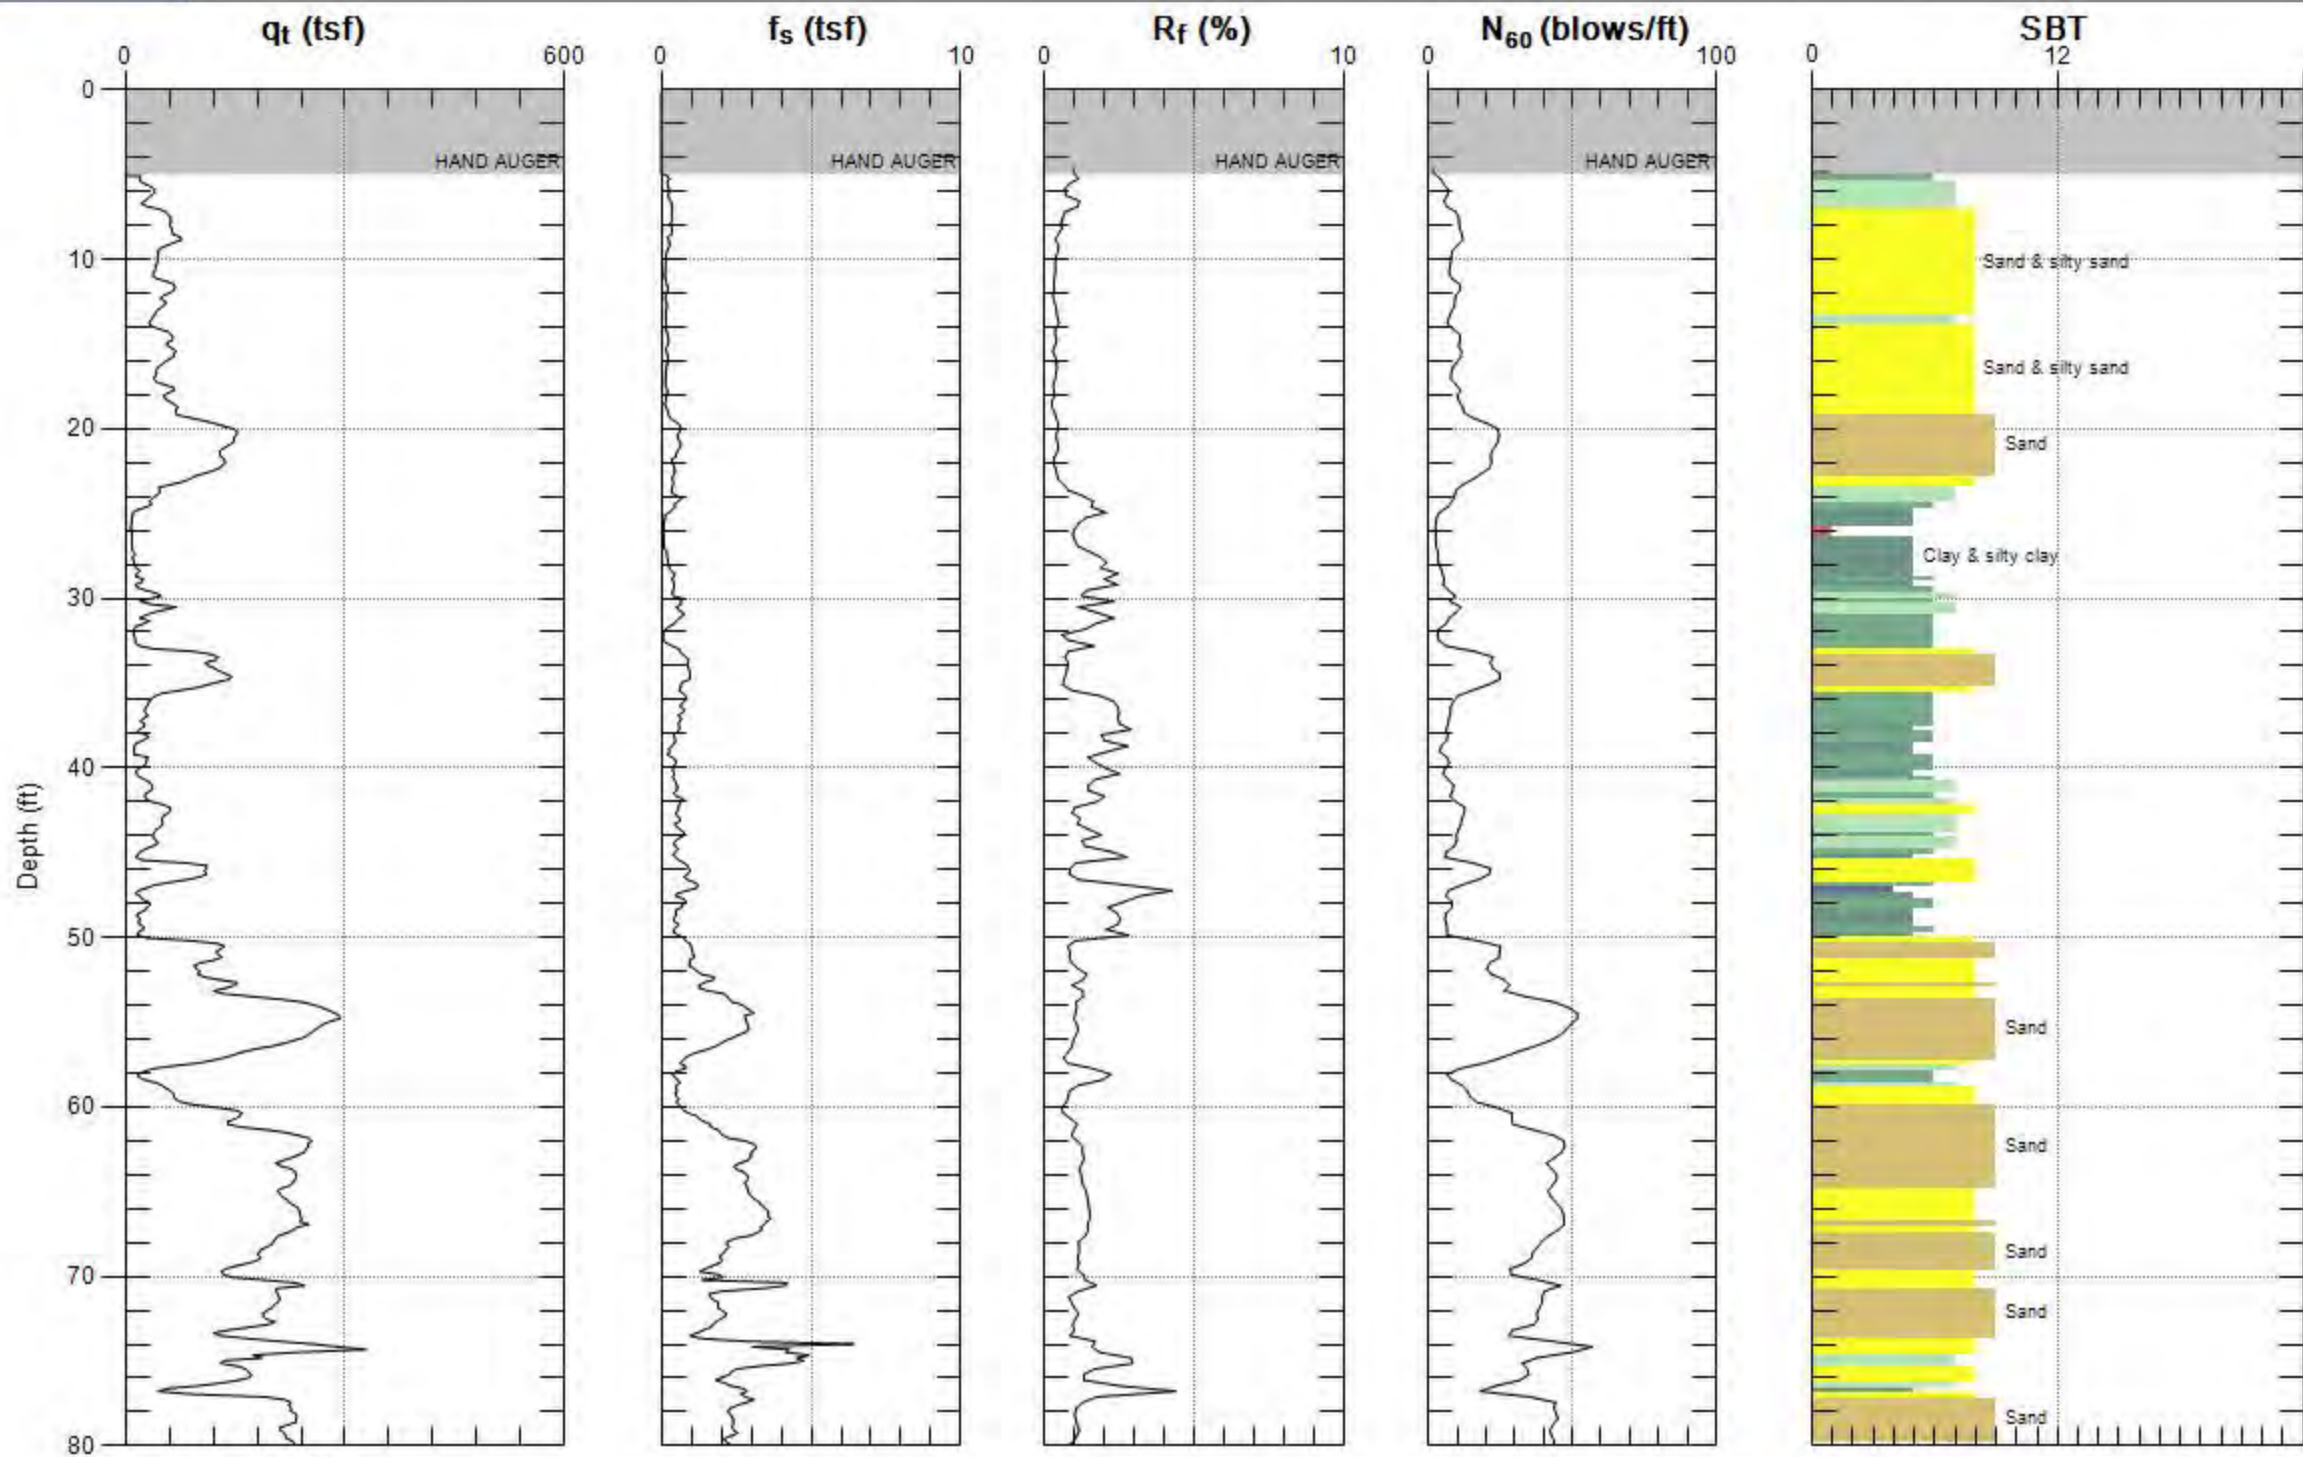 qt (tsf) fs (tsf) Rf (%) N60 (blows/ft) SBT
0 600 0 10 0 10 0 100 0 12
0
HAND AUGER HAND AUGER HAND AUGER HAND AUGER
10
Sand & silty sand
Sand & silty sand
20
Sand
Clay & silty clay
30
40
Depth (ft)
50
Sand
60
Sand
Sand
70
Sand
Sand
80